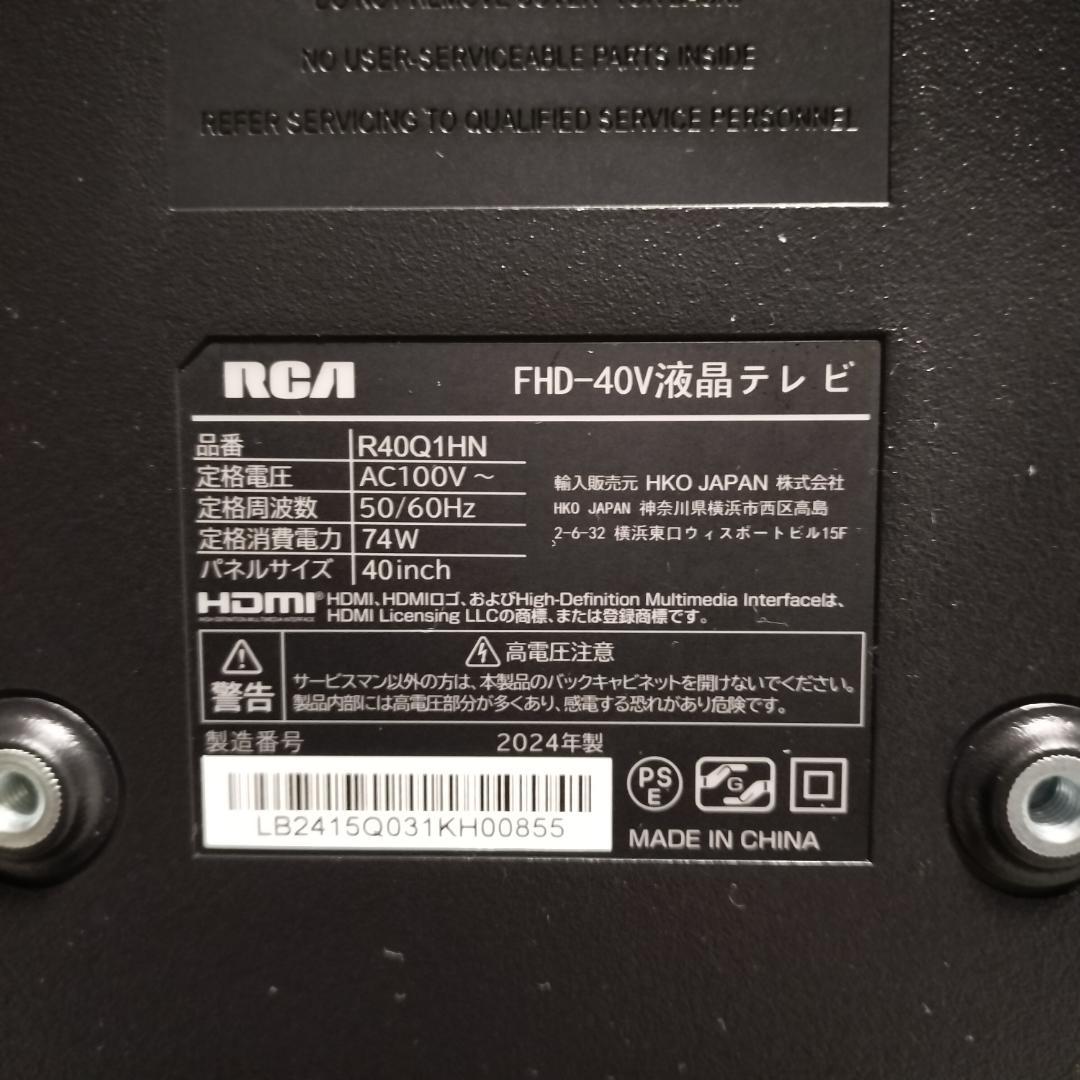 DO NOT REMOVE COVER
NO USER-SERVICEABLE PARTS INSIDE
REFER SERVICING TO QUALIFIED SERVICE PERSONNEL
RCA
FHD-40V液晶テレビ
品番 R40Q1HN
定格電圧 AC100V～
定格周波数 50/60Hz
定格消費電力 74W
パネルサイズ 40inch
輸入販売元 HKO JAPAN 株式会社
HKO JAPAN 神奈川県横浜市西区高島
2-6-32 横浜東口ウィスポートビル15F
HDMI
HIGH-DEFINITION MULTIMEDIA INTERFACE
HDMI、HDMIロゴ、およびHigh-Definition Multimedia Interfaceは、
HDMI Licensing LLCの商標、または登録商標です。
警告
高電圧注意
サービスマン以外の方は、本製品のバックキャビネットを開けないでください。
製品内部には高電圧部分が多くあり、感電する恐れがあり危険です。
製造番号 2024年製
LB2415Q031KH00855
PS
E
G
MADE IN CHINA